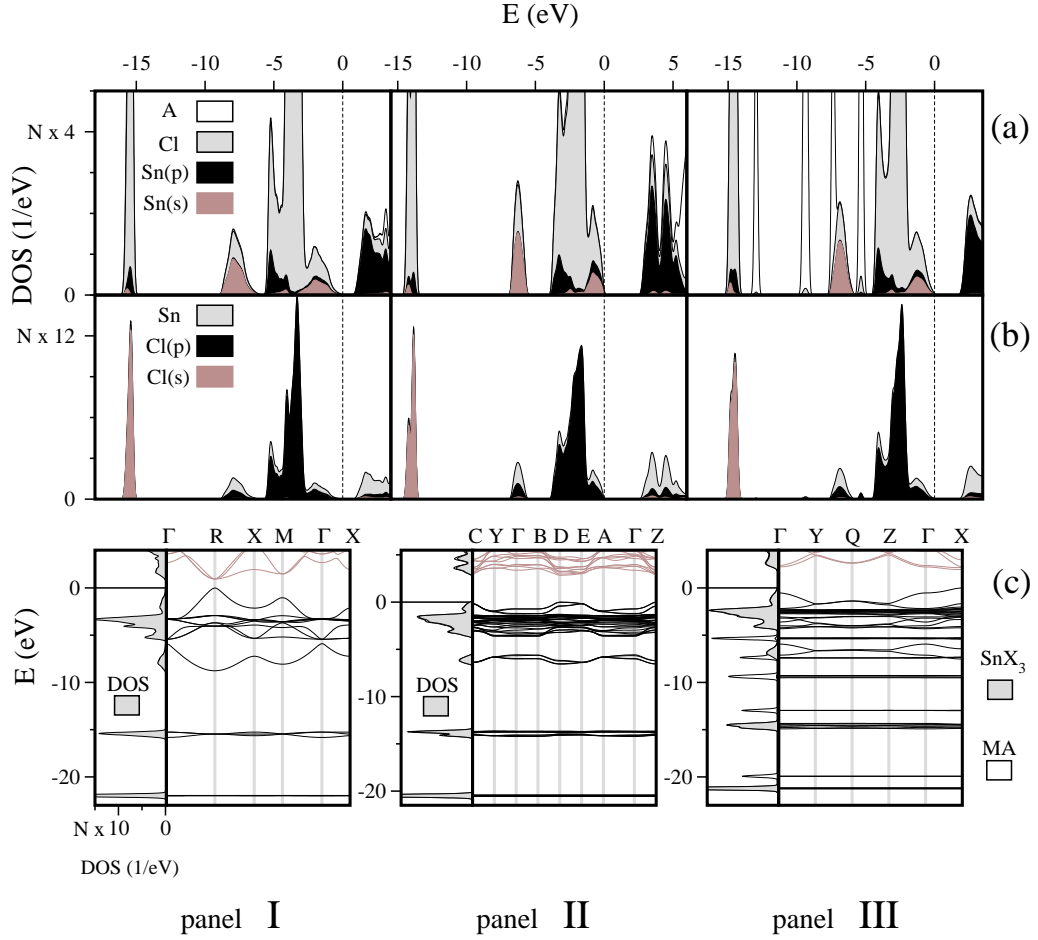 E (eV)
-15 -10 -5 0 -15 -10 -5 0 5 -15 -10 -5 0
DOS (1/eV)
N x 4
0
A
Cl
Sn(p)
Sn(s)
(a)
N x 12
0
Sn
Cl(p)
Cl(s)
(b)
Γ R X M Γ X C Y Γ B D E A Γ Z Γ Y Q Z Γ X
E (eV)
0
-10
-20
DOS
0
-10
-20
DOS
0
-10
-20
(c)
SnX3
MA
N x 10 0
DOS (1/eV)
panel I panel II panel III